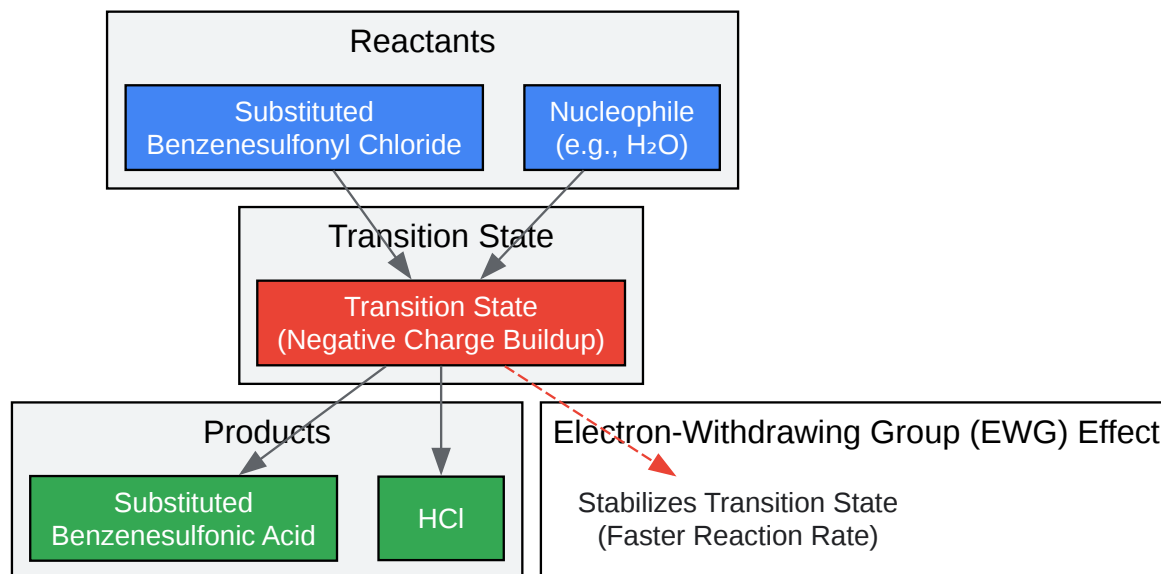 Reactants
Substituted
Benzenesulfonyl Chloride
Nucleophile
(e.g., H₂O)
Transition State
Transition State
(Negative Charge Buildup)
Products
Substituted
Benzenesulfonic Acid
HCl
Electron-Withdrawing Group (EWG) Effect
Stabilizes Transition State
(Faster Reaction Rate)